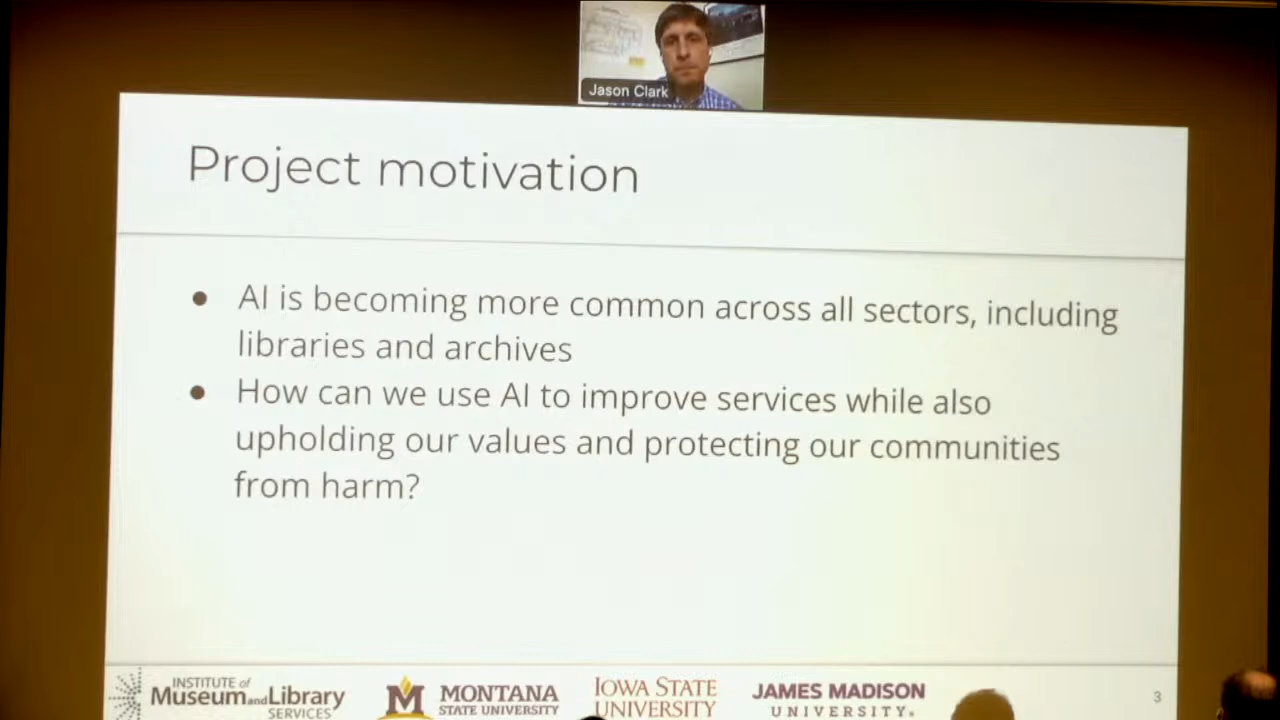 Jason Clark
Project motivation
● AI is becoming more common across all sectors, including
libraries and archives
● How can we use AI to improve services while also
upholding our values and protecting our communities
from harm?
INSTITUTE of
Museum and Library
SERVICES
M
MONTANA
STATE UNIVERSITY
IOWA STATE
UNIVERSITY
JAMES MADISON
UNIVERSITY.
3